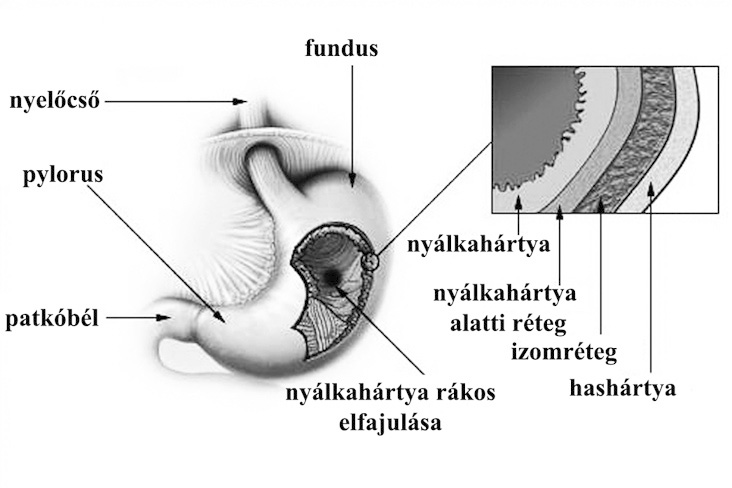 fundus
nyelőcső
pylorus
nyálkahártya
nyálkahártya
alatti réteg
izomréteg
hashártya
patkóbél
nyálkahártya rákos
elfajulása